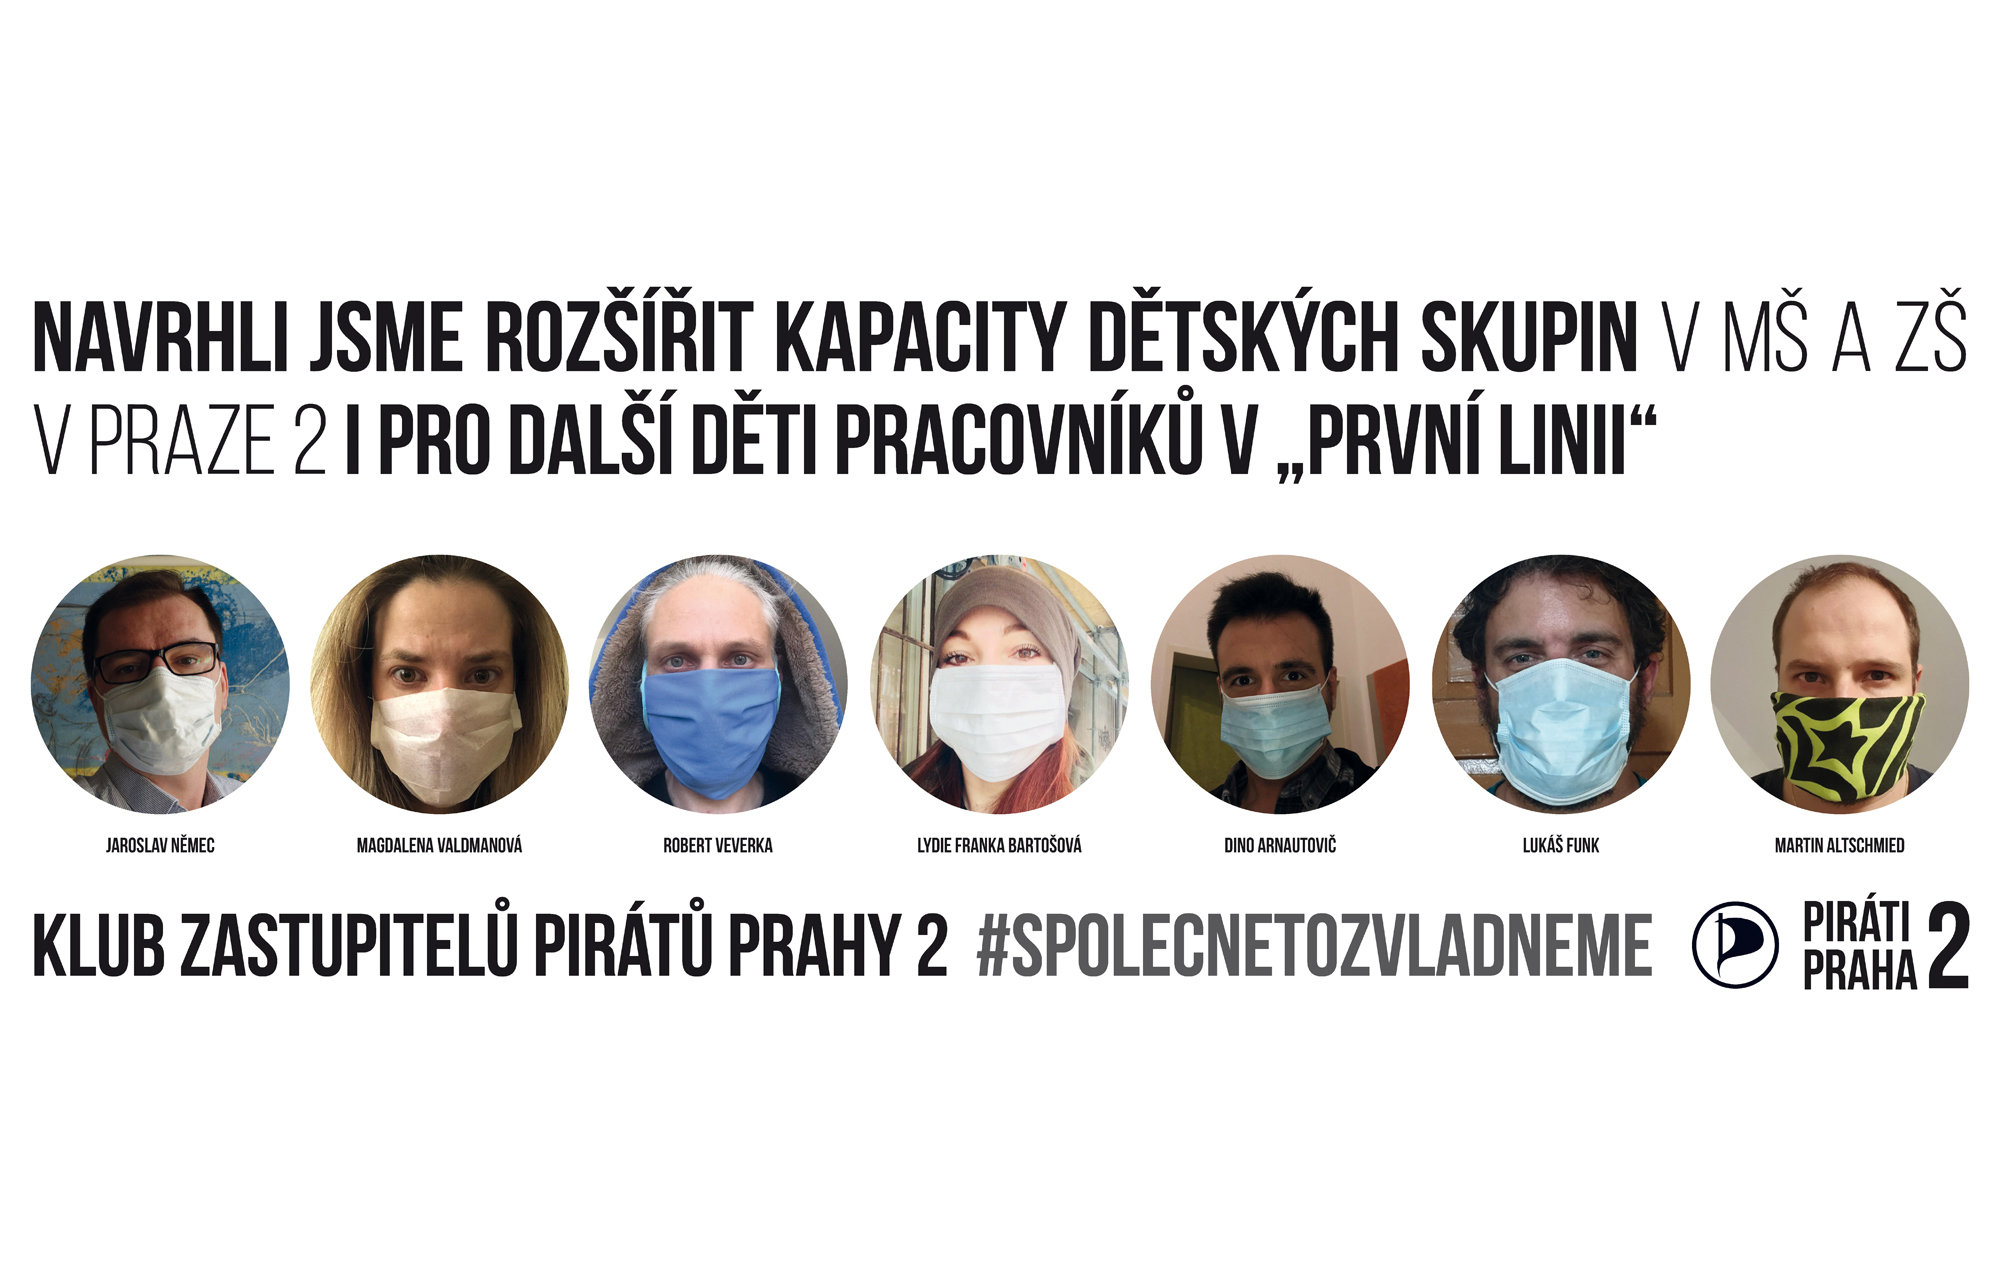 NAVRHLI JSME ROZŠÍŘIT KAPACITY DĚTSKÝCH SKUPIN V MŠ A ZŠ
V PRAZE 2 I PRO DALŠÍ DĚTI PRACOVNÍKŮ V „PRVNÍ LINII“
JAROSLAV NĚMEC
MAGDALENA VALDMANOVÁ
ROBERT VEVERKA
LYDIE FRANKA BARTOŠOVÁ
DINO ARNAUTOVIČ
LUKÁŠ FUNK
MARTIN ALTSCHMIED
KLUB ZASTUPITELŮ PIRÁTŮ PRAHY 2 #SPOLECNETOZVLADNEME
PIRÁTI
PRAHA 2